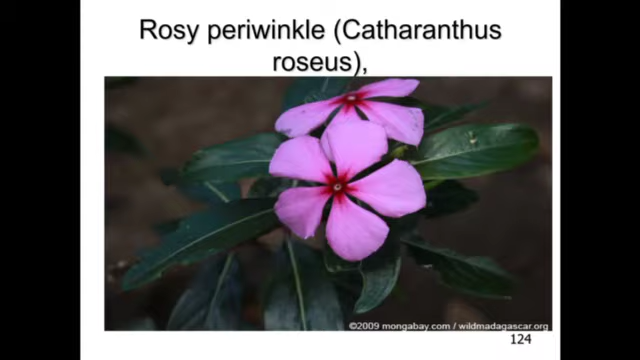 Rosy periwinkle (Catharanthus
roseus),
©2009 mongabay.com / wildmadagascar.org
124